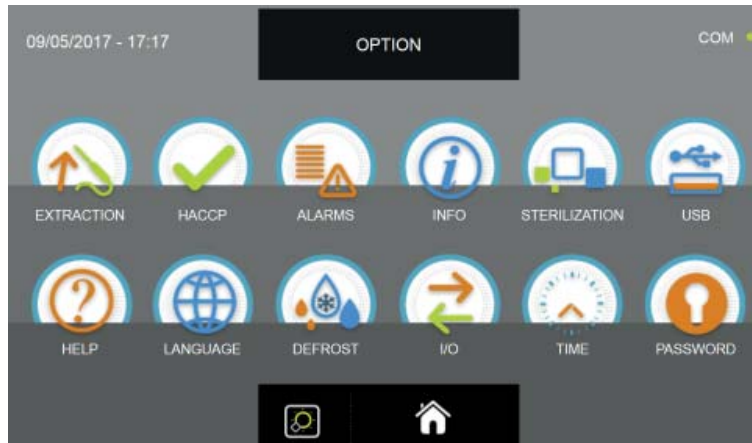 09/05/2017 - 17:17 OPTION COM
EXTRACTION HACCP ALARMS INFO STERILIZATION USB
HELP LANGUAGE DEFROST I/O TIME PASSWORD